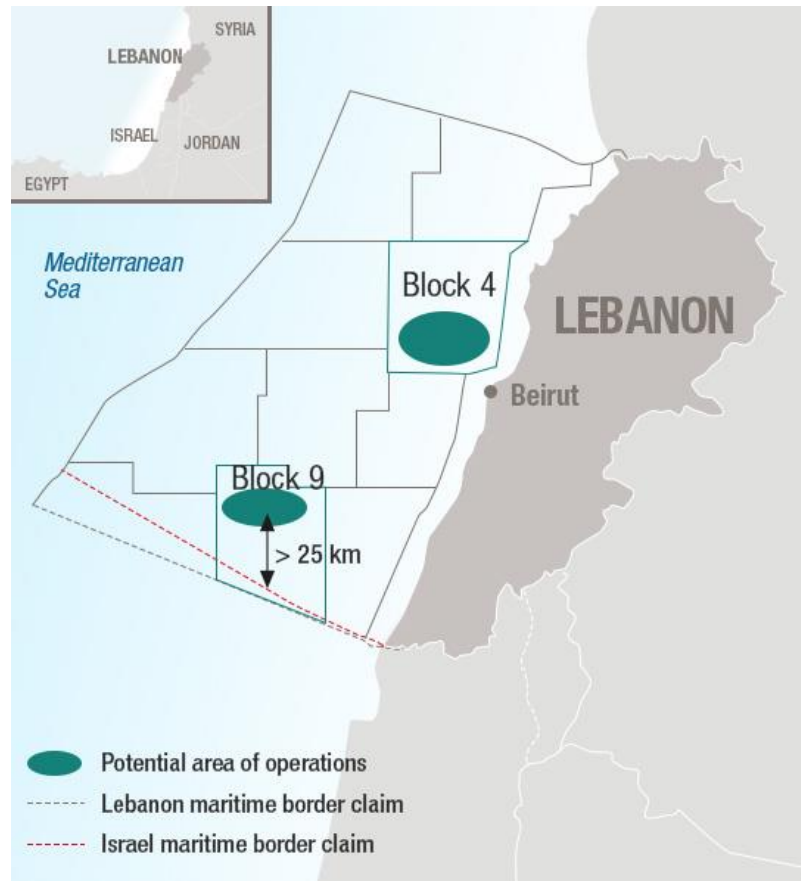 SYRIA
LEBANON
ISRAEL
JORDAN
EGYPT
Mediterranean
Sea
Block 4
LEBANON
Beirut
Block 9
> 25 km
Potential area of operations
Lebanon maritime border claim
Israel maritime border claim